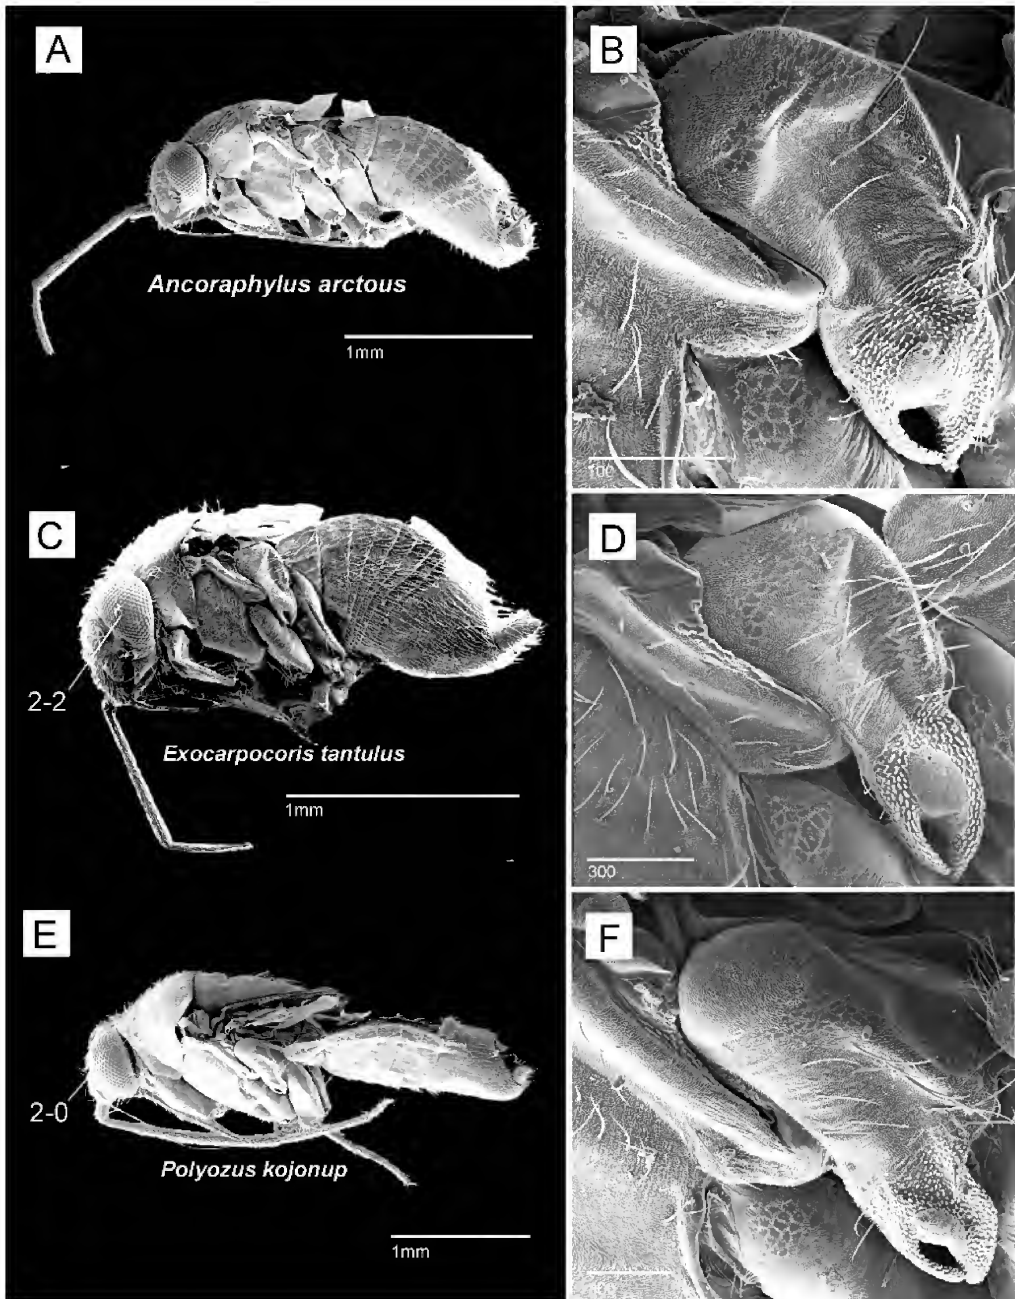 A
B
Ancoraphylus arctous
1mm
100
C
D
2-2
Exocarpocoris tantulus
1mm
300
E
F
2-0
Polyozus kojonup
1mm